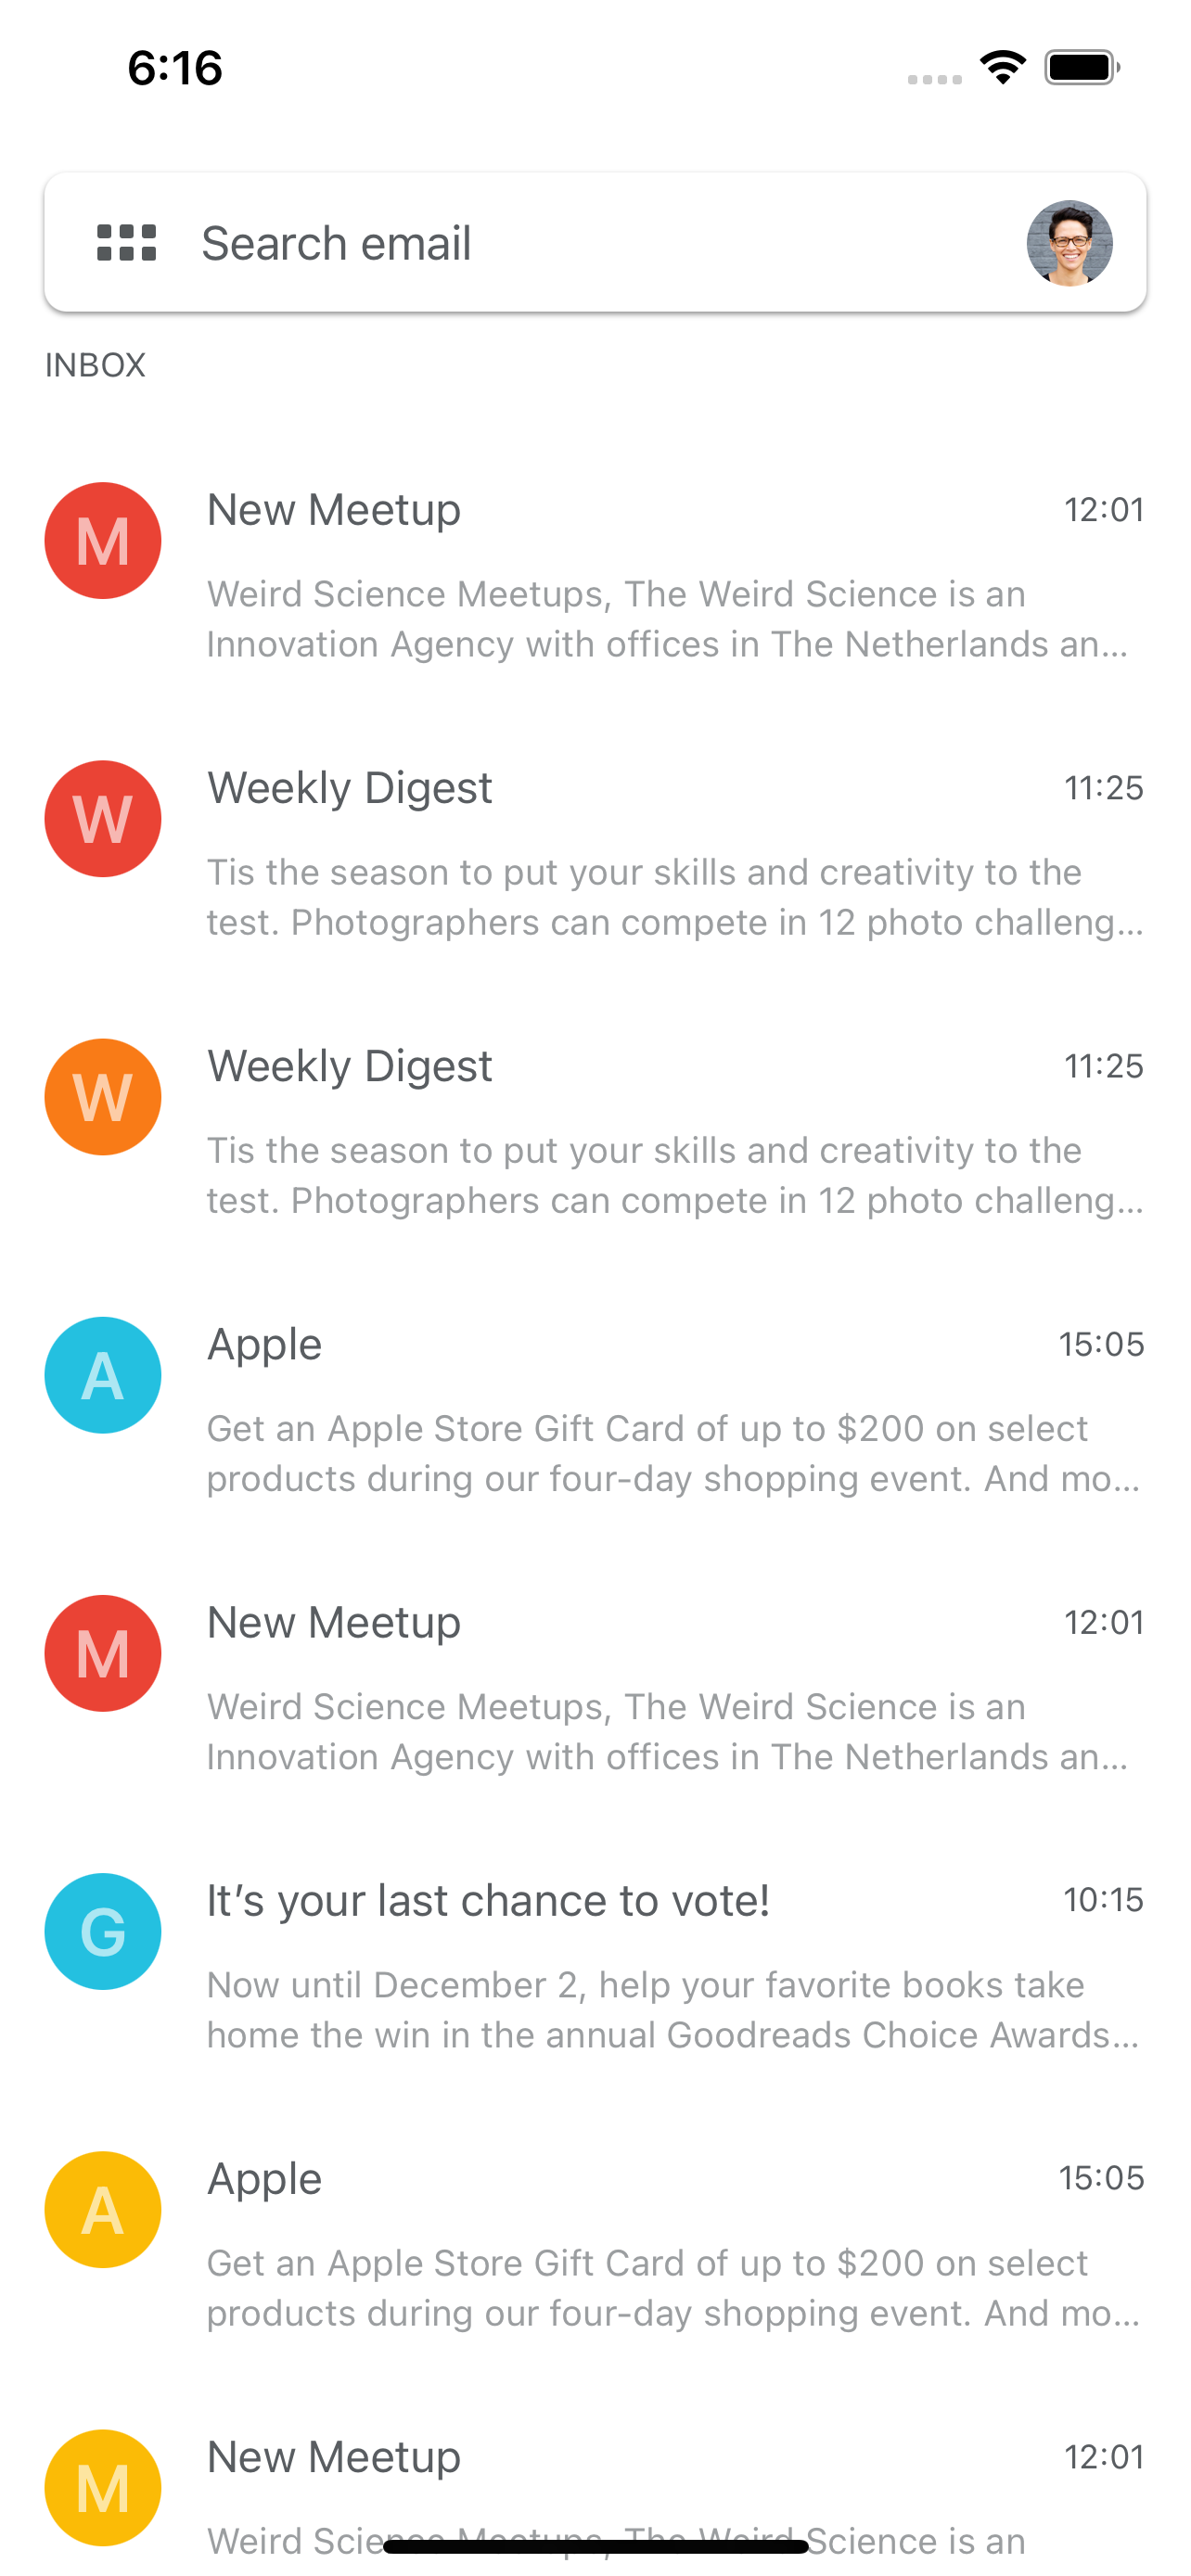 6:16
Search email
INBOX
M
New Meetup
12:01
Weird Science Meetups, The Weird Science is an
Innovation Agency with offices in The Netherlands an...
W
Weekly Digest
11:25
Tis the season to put your skills and creativity to the
test. Photographers can compete in 12 photo challeng...
W
Weekly Digest
11:25
Tis the season to put your skills and creativity to the
test. Photographers can compete in 12 photo challeng...
A
Apple
15:05
Get an Apple Store Gift Card of up to $200 on select
products during our four-day shopping event. And mo...
M
New Meetup
12:01
Weird Science Meetups, The Weird Science is an
Innovation Agency with offices in The Netherlands an...
G
It’s your last chance to vote!
10:15
Now until December 2, help your favorite books take
home the win in the annual Goodreads Choice Awards...
A
Apple
15:05
Get an Apple Store Gift Card of up to $200 on select
products during our four-day shopping event. And mo...
M
New Meetup
12:01
Weird Science Meetups, The Weird Science is an